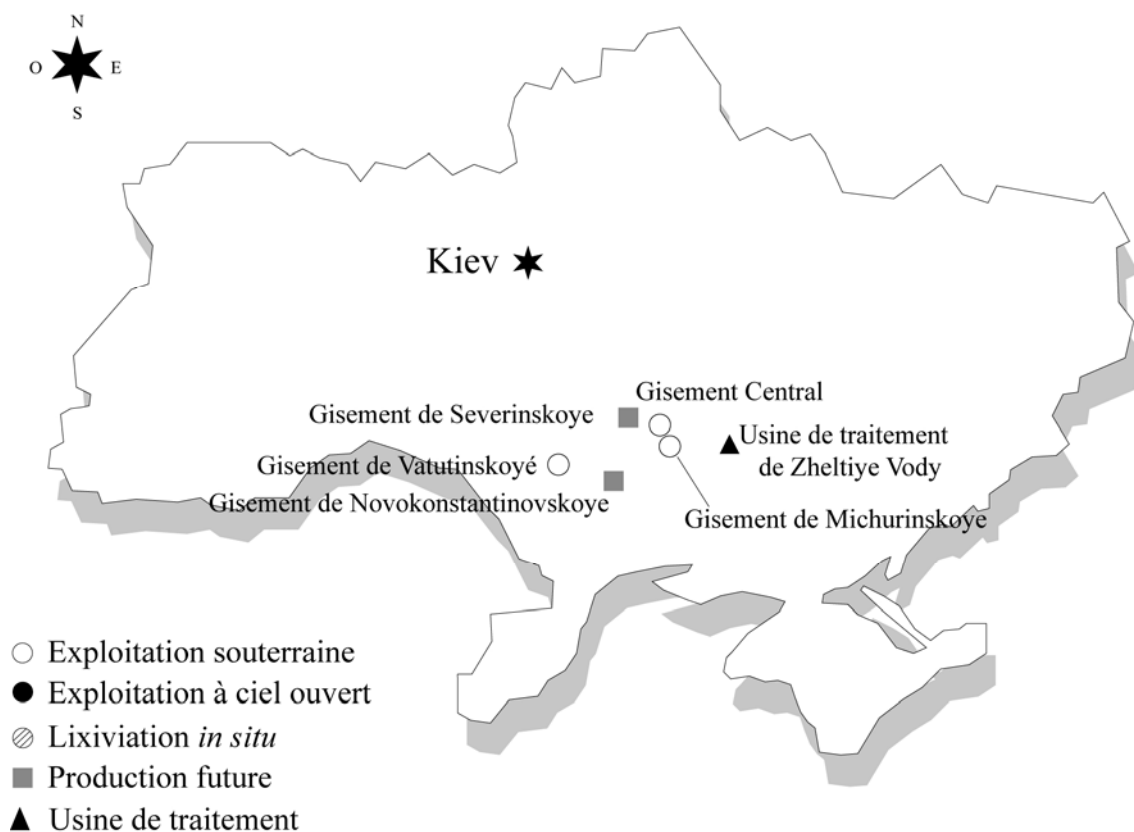 N
O
E
S
Kiev
Gisement Central
Gisement de Severinskoye
Usine de traitement
de Zheltiye Vody
Gisement de Vatutinskoyé
Gisement de Novokonstantinovskoye
Gisement de Michurinskoye
Exploitation souterraine
Exploitation à ciel ouvert
Lixiviation in situ
Production future
Usine de traitement